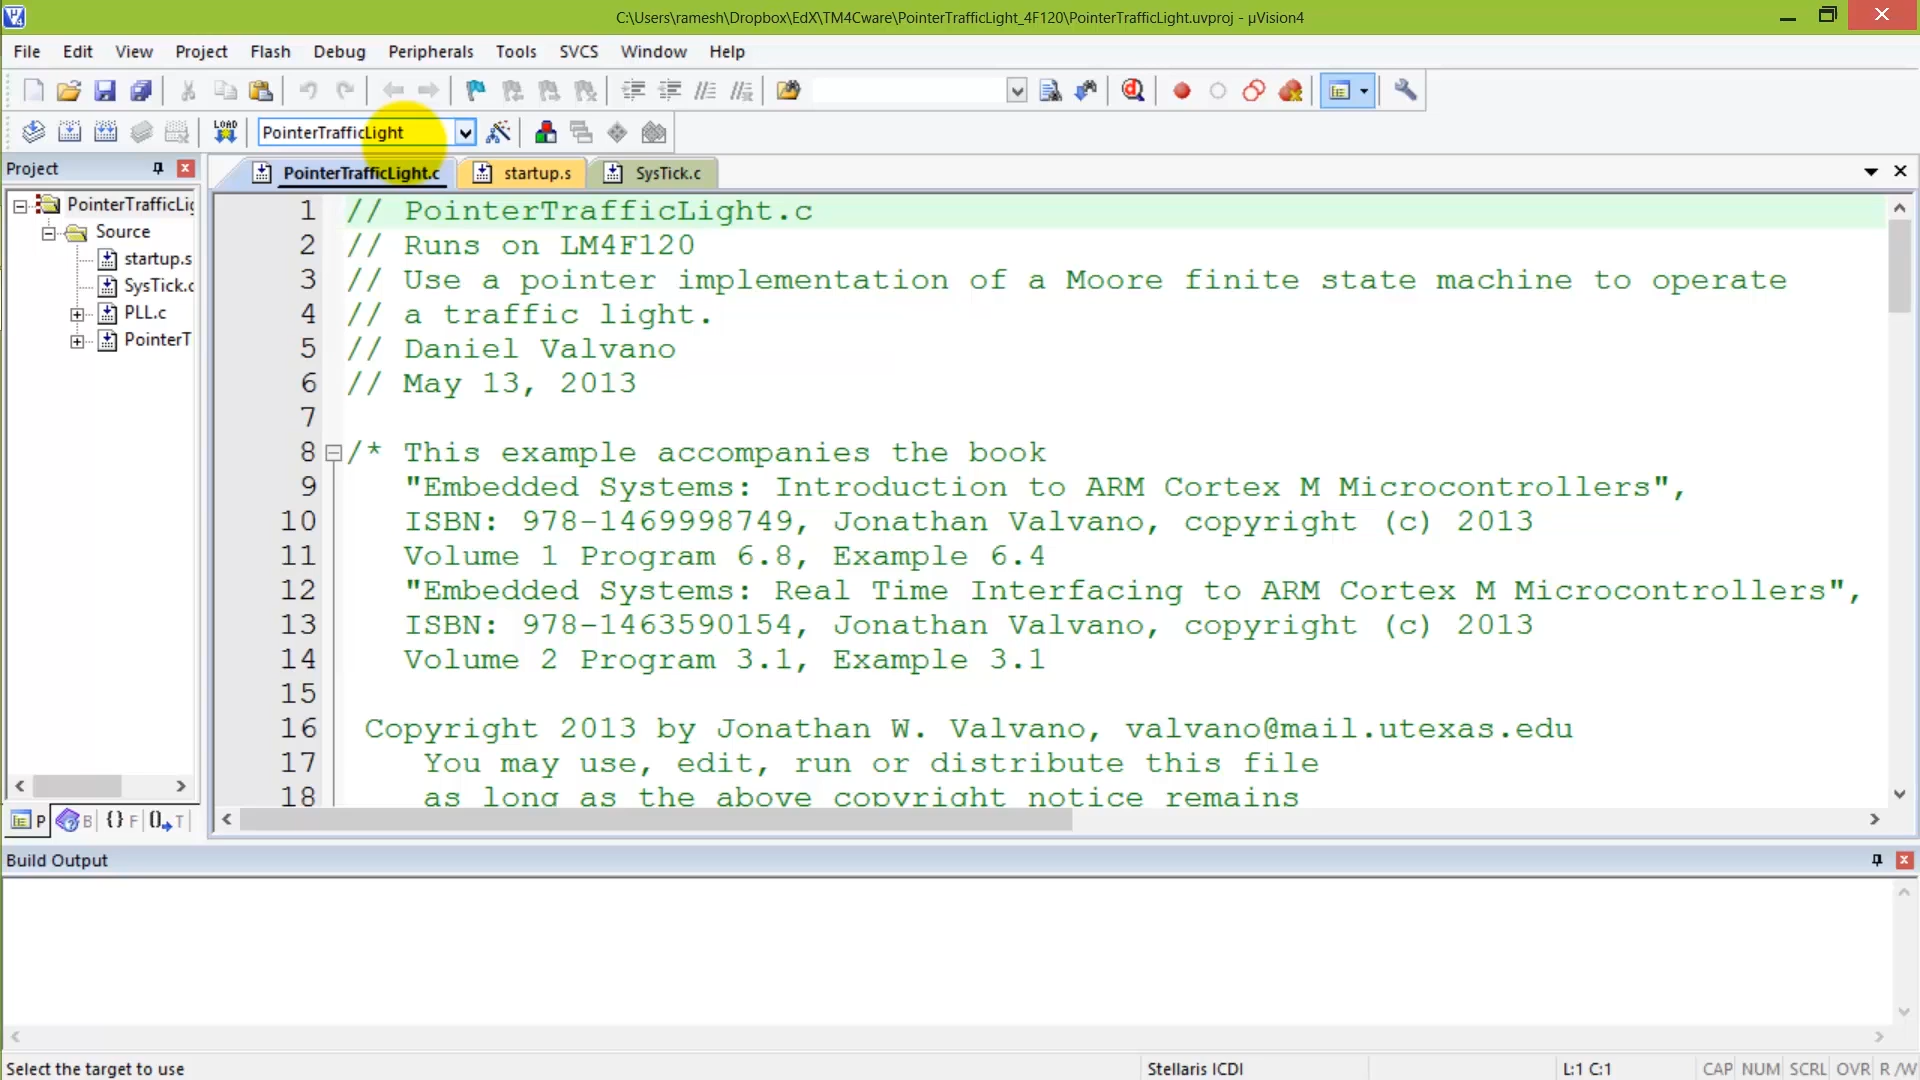 C:\Users\ramesh\Dropbox\EdX\TM4Cware\PointerTrafficLight_4F120\PointerTrafficLight.uvproj - µVision4
File Edit View Project Flash Debug Peripherals Tools SVCS Window Help
LOAD PointerTrafficLight
Project
PointerTrafficLight.c startup.s SysTick.c
PointerTrafficLig
Source
startup.s
SysTick.c
PLL.c
PointerT
1 // PointerTrafficLight.c
2 // Runs on LM4F120
3 // Use a pointer implementation of a Moore finite state machine to operate
4 // a traffic light.
5 // Daniel Valvano
6 // May 13, 2013
7
8 /* This example accompanies the book
9 "Embedded Systems: Introduction to ARM Cortex M Microcontrollers",
10 ISBN: 978-1469998749, Jonathan Valvano, copyright (c) 2013
11 Volume 1 Program 6.8, Example 6.4
12 "Embedded Systems: Real Time Interfacing to ARM Cortex M Microcontrollers",
13 ISBN: 978-1463590154, Jonathan Valvano, copyright (c) 2013
14 Volume 2 Program 3.1, Example 3.1
15
16 Copyright 2013 by Jonathan W. Valvano, valvano@mail.utexas.edu
17 You may use, edit, run or distribute this file
18 as long as the above copyright notice remains
P B {} F 0 T
Build Output
Select the target to use Stellaris ICDI L:1 C:1 CAP NUM SCRL OVR R/W